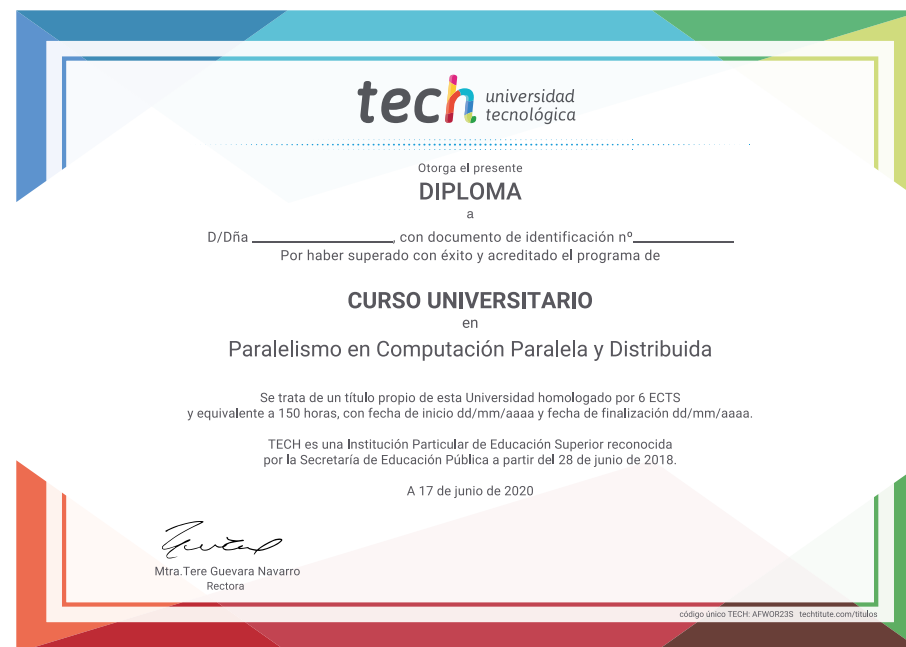 tech universidad
tecnológica
Otorga el presente
DIPLOMA
a
D/Dña ____________________, con documento de identificación nº______________
Por haber superado con éxito y acreditado el programa de
CURSO UNIVERSITARIO
en
Paralelismo en Computación Paralela y Distribuida
Se trata de un título propio de esta Universidad homologado por 6 ECTS
y equivalente a 150 horas, con fecha de inicio dd/mm/aaaa y fecha de finalización dd/mm/aaaa.
TECH es una Institución Particular de Educación Superior reconocida
por la Secretaría de Educación Pública a partir del 28 de junio de 2018.
A 17 de junio de 2020
Mtra.Tere Guevara Navarro
Rectora
código único TECH: AFWOR23S techtitute.com/titulos